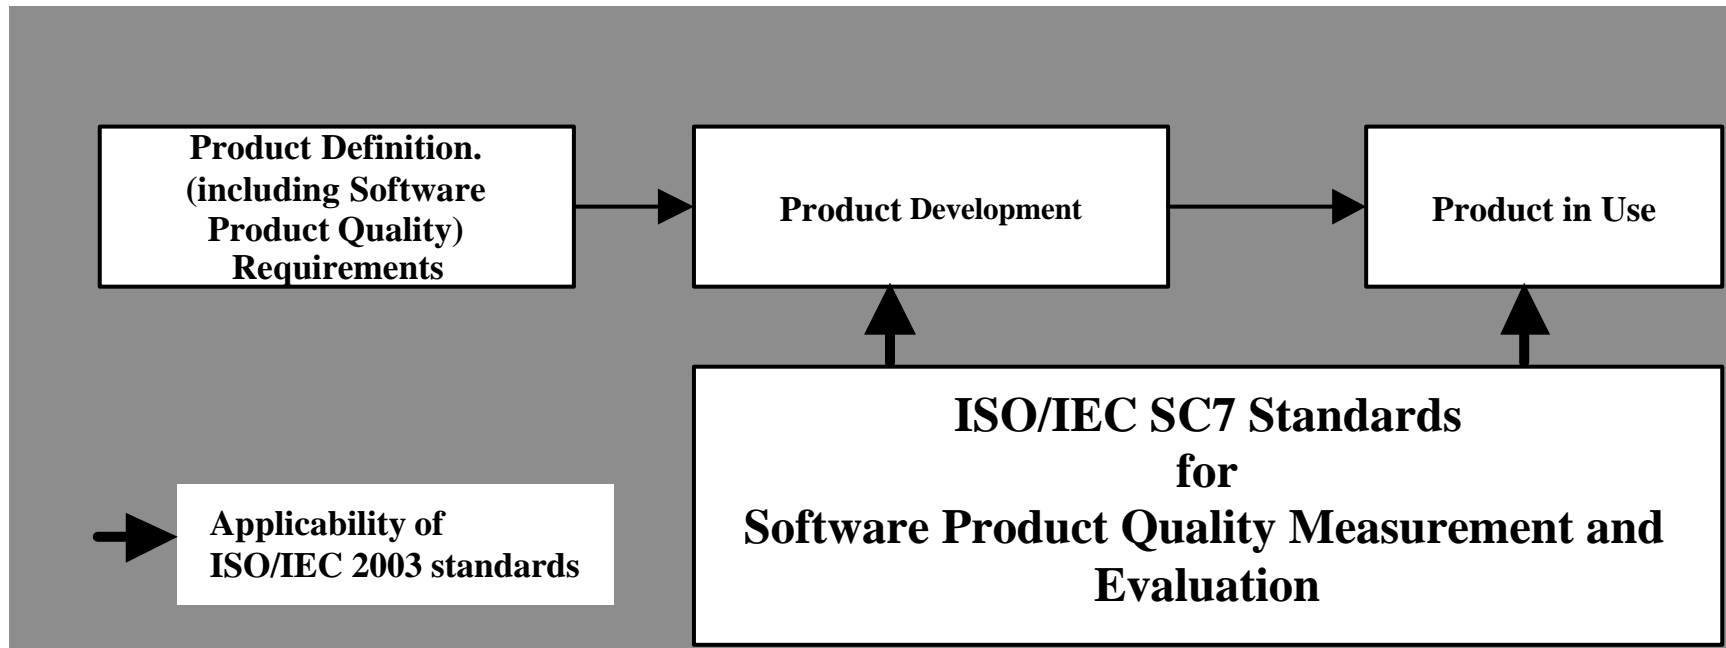 Product Definition.
(including Software
Product Quality)
Requirements
Product Development
Product in Use
ISO/IEC SC7 Standards
for
Software Product Quality Measurement and
Evaluation
Applicability of
ISO/IEC 2003 standards